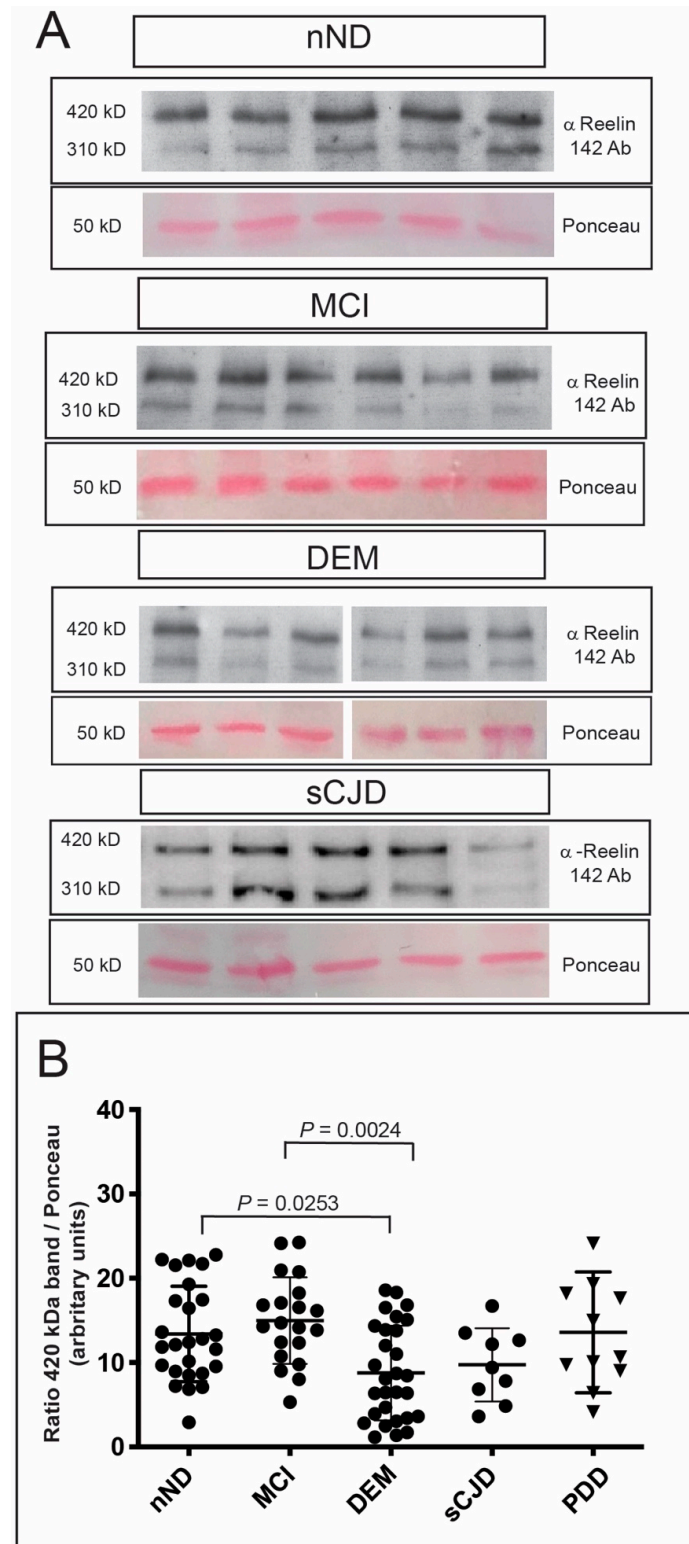 A
nND
420 kD
310 kD
α Reelin
142 Ab
50 kD
Ponceau
MCI
420 kD
310 kD
α Reelin
142 Ab
50 kD
Ponceau
DEM
420 kD
310 kD
α Reelin
142 Ab
50 kD
Ponceau
sCJD
420 kD
310 kD
α -Reelin
142 Ab
50 kD
Ponceau
B
Ratio 420 kDa band / Ponceau
(arbritary units)
40
30
20
10
0
P = 0.0024
P = 0.0253
nND
MCI
DEM
sCJD
PDD